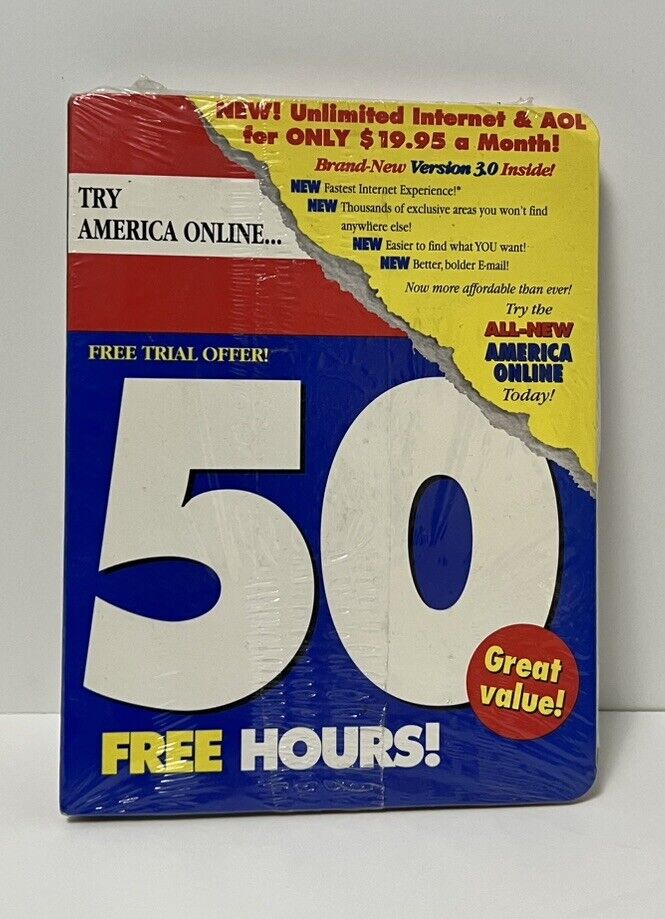 NEW! Unlimited Internet & AOL
for ONLY $19.95 a Month!
Brand-New Version 3.0 Inside!
NEW Fastest Internet Experience!*
NEW Thousands of exclusive areas you won't find
anywhere else!
NEW Easier to find what YOU want!
NEW Better, bolder E-mail!
Now more affordable than ever!
Try the
ALL-NEW
AMERICA
ONLINE
Today!
TRY
AMERICA ONLINE...
FREE TRIAL OFFER!
50
FREE HOURS!
Great
value!